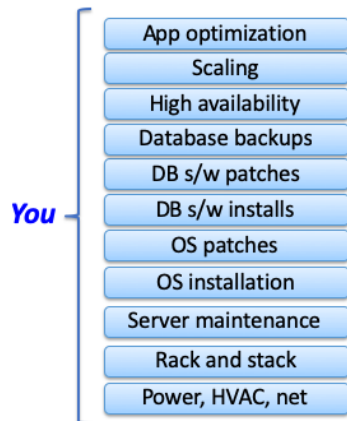 App optimization
Scaling
High availability
Database backups
DB s/w patches
You
DB s/w installs
OS patches
OS installation
Server maintenance
Rack and stack
Power, HVAC, net